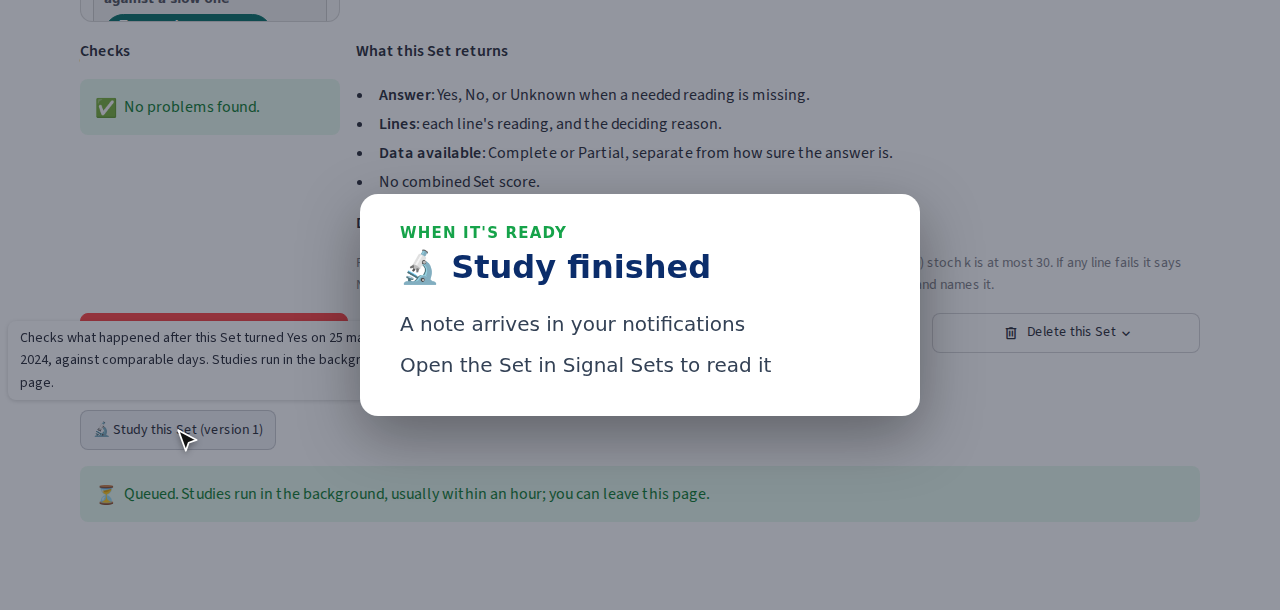 against a slow one
Checks
What this Set returns
✅ No problems found.
• Answer: Yes, No, or Unknown when a needed reading is missing.
• Lines: each line's reading, and the deciding reason.
• Data available: Complete or Partial, separate from how sure the answer is.
• No combined Set score.
WHEN IT'S READY
🔬 Study finished
A note arrives in your notifications
Open the Set in Signal Sets to read it
) stoch k is at most 30. If any line fails it says
and names it.
Checks what happened after this Set turned Yes on 25
2024, against comparable days. Studies run in the
page.
🗑 Delete this Set
🔬 Study this Set (version 1)
⏳ Queued. Studies run in the background, usually within an hour; you can leave this page.